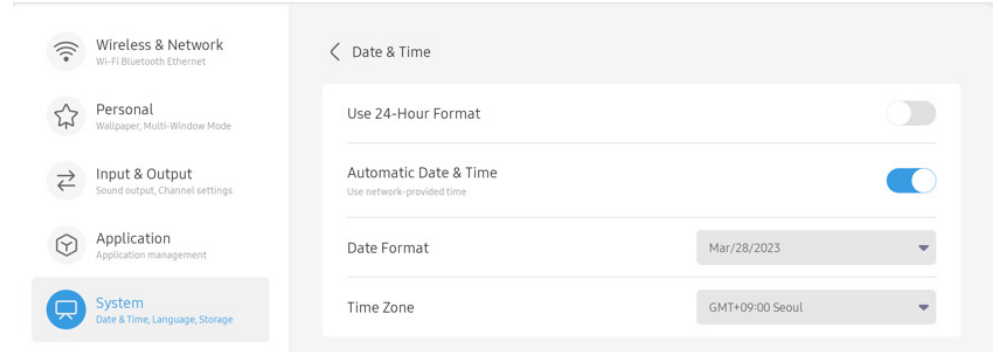 Wireless & Network
Wi-Fi Bluetooth Ethernet
Personal
Wallpaper, Multi-Window Mode
Input & Output
Sound output, Channel settings
Application
Application management
System
Date & Time, Language, Storage
Date & Time
Use 24-Hour Format
Automatic Date & Time
Use network-provided time
Date Format
Mar/28/2023
Time Zone
GMT+09:00 Seoul